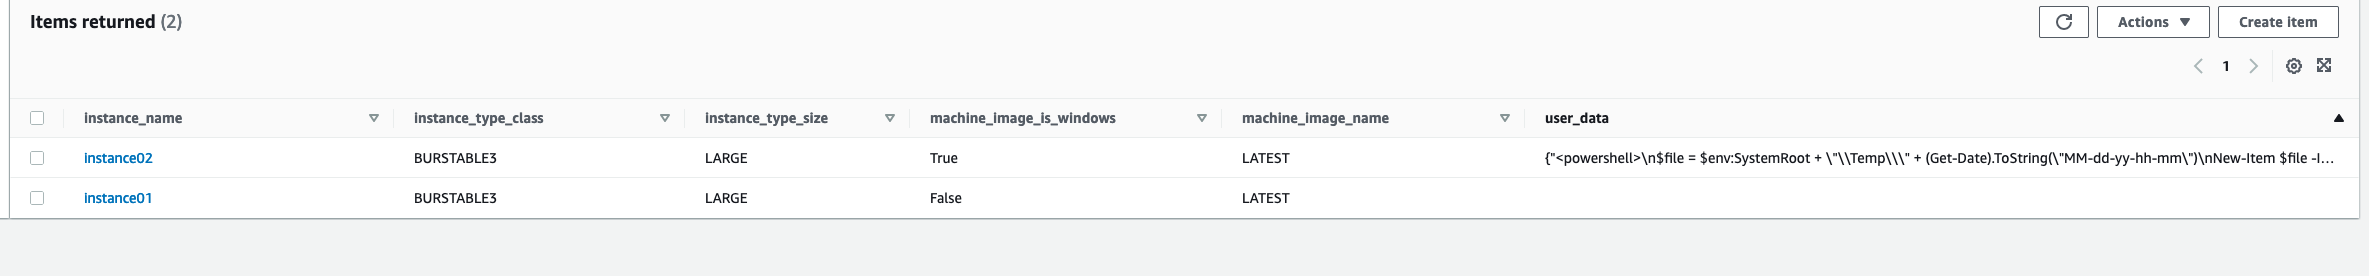 Items returned (2)
Actions
Create item
1
instance_name instance_type_class instance_type_size machine_image_is_windows machine_image_name user_data
instance02 BURSTABLE3 LARGE True LATEST {"<powershell>\n$file = $env:SystemRoot + \"\\Temp\\\" + (Get-Date).ToString(\"MM-dd-yy-hh-mm\")\nNew-Item $file -I...
instance01 BURSTABLE3 LARGE False LATEST